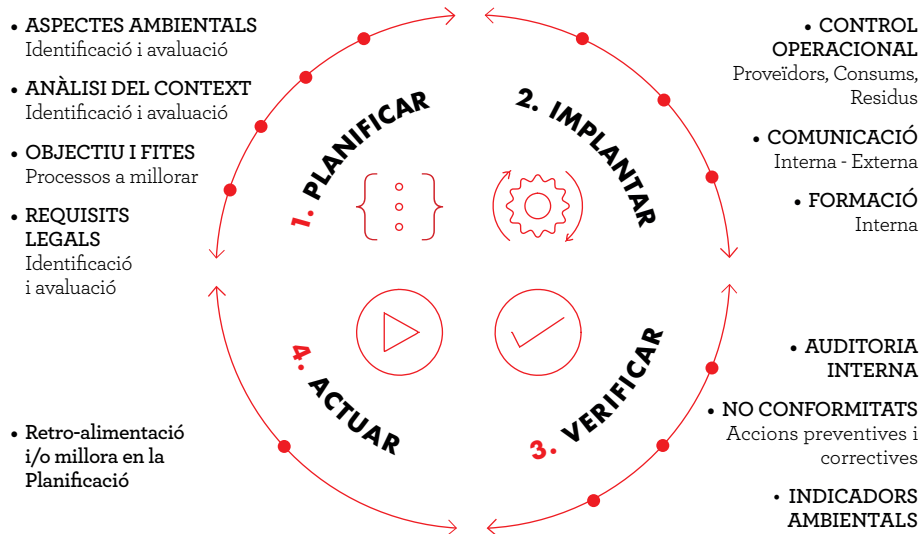 • ASPECTES AMBIENTALS
Identificació i avaluació
• ANÀLISI DEL CONTEXT
Identificació i avaluació
• OBJECTIU I FITES
Processos a millorar
• REQUISITS
LEGALS
Identificació
i avaluació
1. PLANIFICAR
2. IMPLANTAR
• CONTROL
OPERACIONAL
Proveïdors, Consums,
Residus
• COMUNICACIÓ
Interna - Externa
• FORMACIÓ
Interna
3. VERIFICAR
• AUDITORIA
INTERNA
• NO CONFORMITATS
Accions preventives i
correctives
• INDICADORS
AMBIENTALS
4. ACTUAR
• Retro-alimentació
i/o millora en la
Planificació